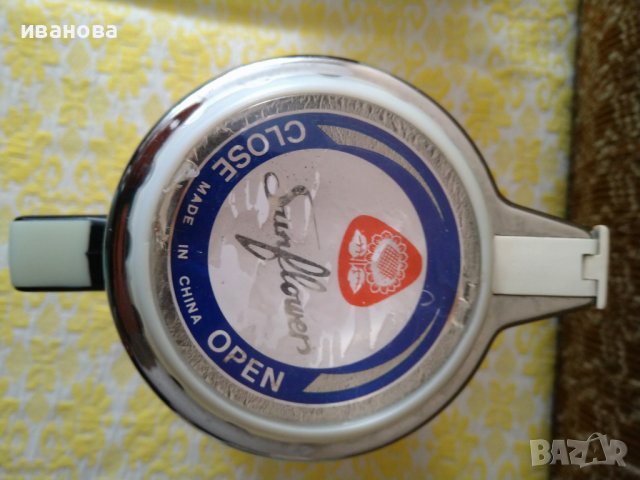 иванова
CLOSE
Sunflower
MADE IN CHINA
OPEN
BAZAR